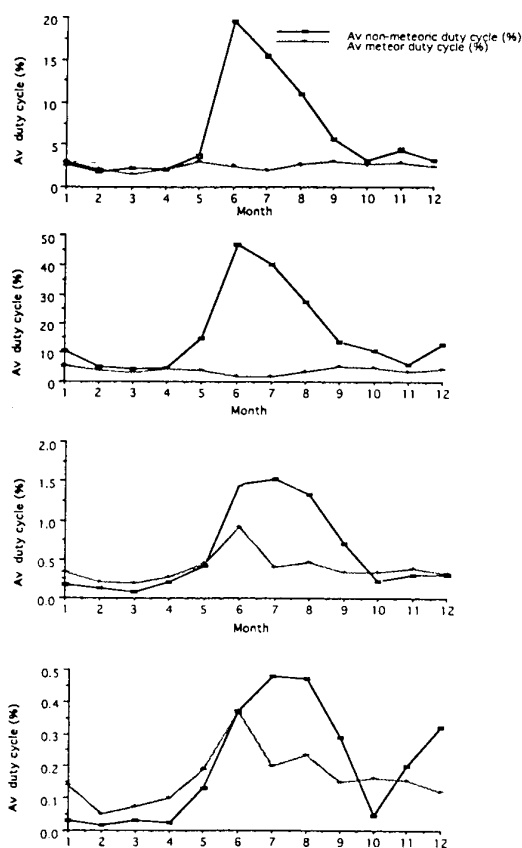 Av non-meteoric duty cycle (%)
Av meteor duty cycle (%)
Av duty cycle (%)
20
15
10
5
0
1 2 3 4 5 6 7 8 9 10 11 12
Month
Av duty cycle (%)
50
40
30
20
10
0
1 2 3 4 5 6 7 8 9 10 11 12
Month
Av duty cycle (%)
2.0
1.5
1.0
0.5
0.0
1 2 3 4 5 6 7 8 9 10 11 12
Month
Av duty cycle (%)
0.5
0.4
0.3
0.2
0.1
0.0
1 2 3 4 5 6 7 8 9 10 11 12